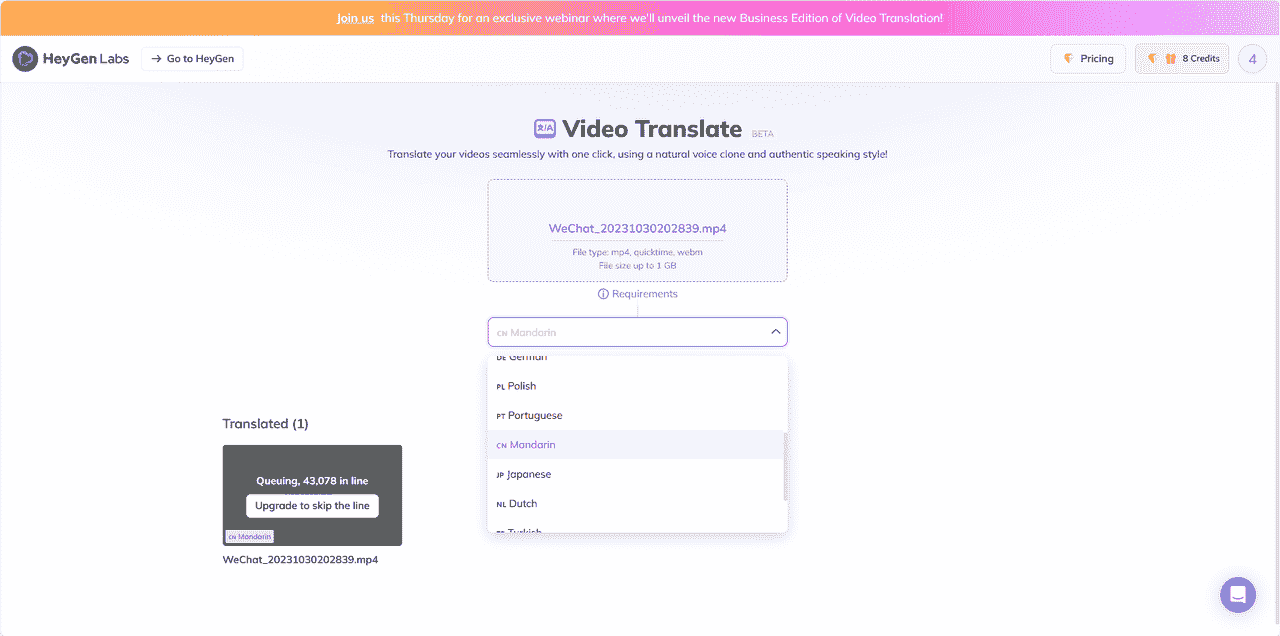 Join us this Thursday for an exclusive webinar where we'll unveil the new Business Edition of Video Translation!
HeyGen Labs
→ Go to HeyGen
Pricing
8 Credits
4
Video Translate BETA
Translate your videos seamlessly with one click, using a natural voice clone and authentic speaking style!
WeChat_20231030202839.mp4
File type: mp4, quicktime, webm
File size up to 1 GB
Requirements
CN Mandarin
DE German
PL Polish
PT Portuguese
CN Mandarin
JP Japanese
NL Dutch
Turkish
Translated (1)
Queuing, 43,078 in line
Upgrade to skip the line
CN Mandarin
WeChat_20231030202839.mp4